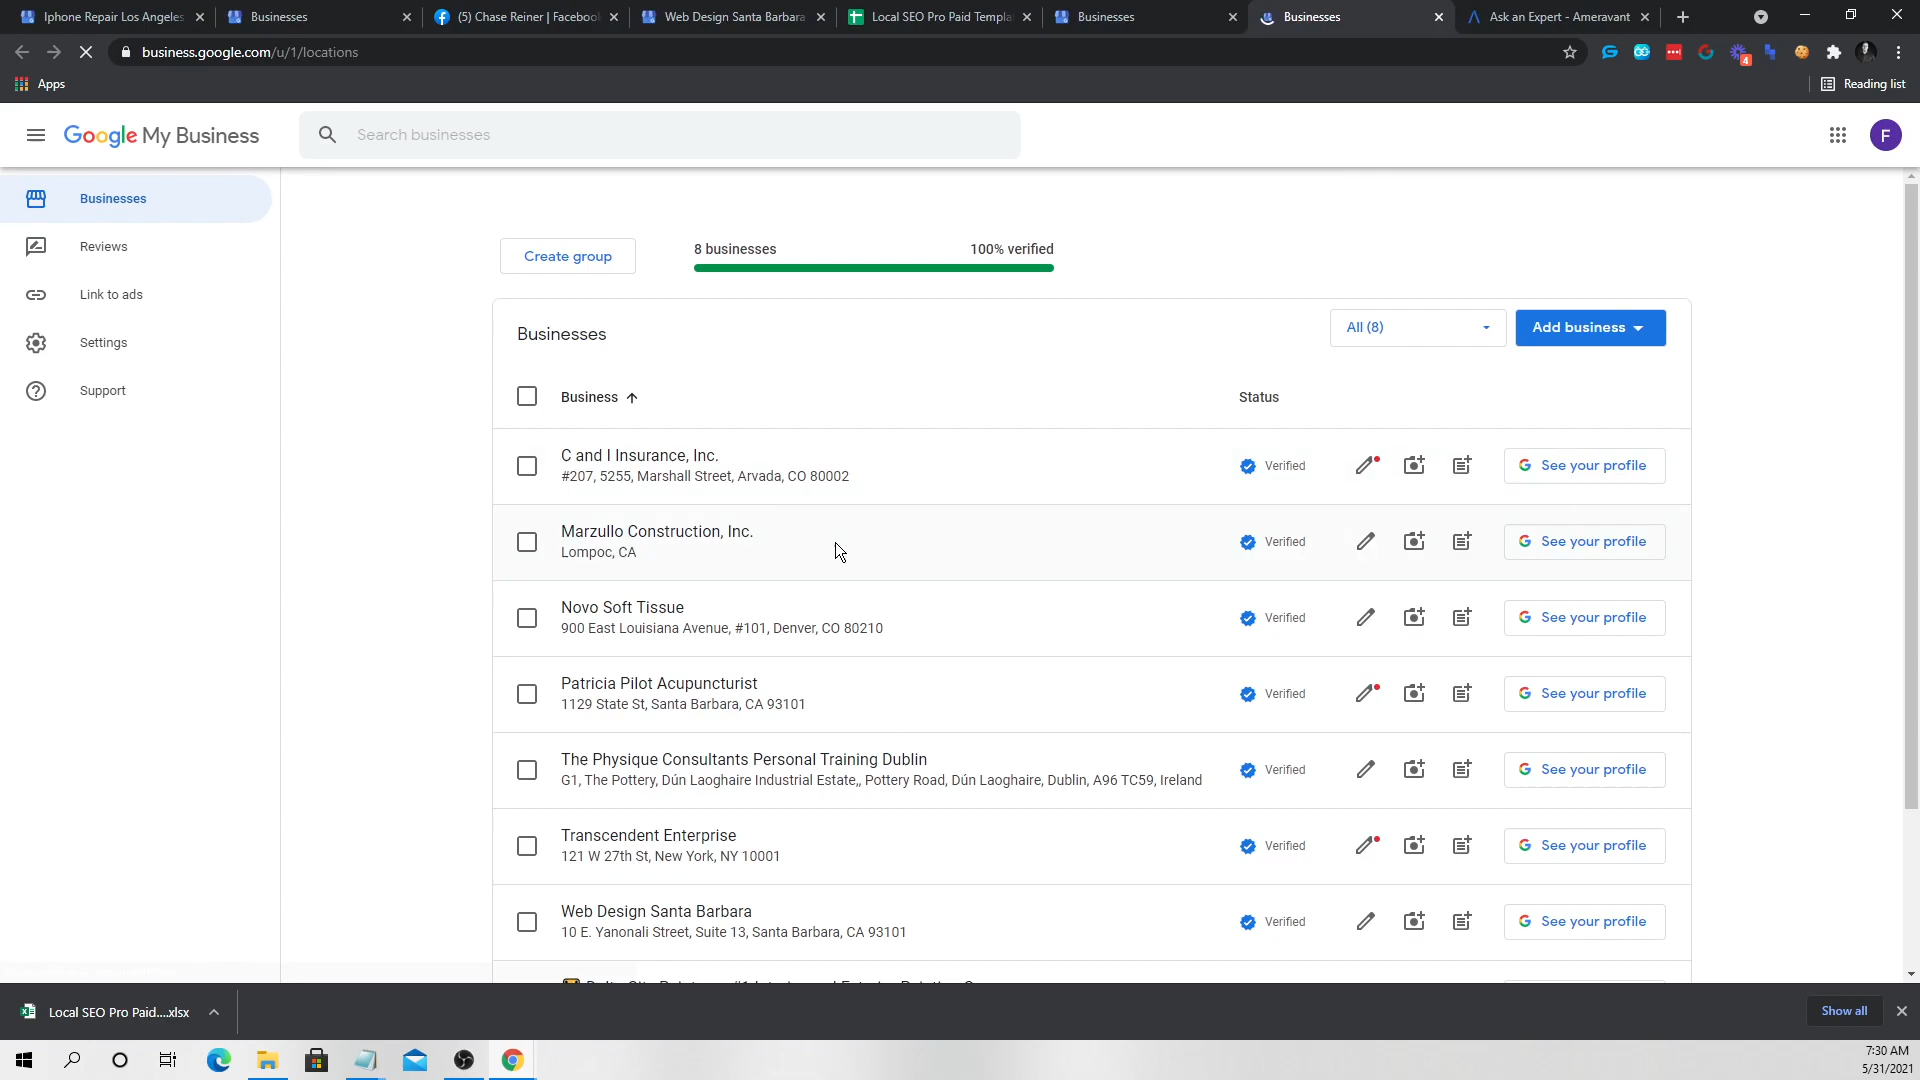 Iphone Repair Los Angeles
Businesses
(5) Chase Reiner | Facebook
Web Design Santa Barbara
Local SEO Pro Paid Templa
Businesses
Businesses
Ask an Expert - Ameravant
business.google.com/u/1/locations
4
Apps
Reading list
Google My Business
Search businesses
F
Businesses
Reviews
Link to ads
Settings
Support
Create group
8 businesses
100% verified
Businesses
All (8)
Add business
Business
Status
C and I Insurance, Inc.
#207, 5255, Marshall Street, Arvada, CO 80002
Verified
See your profile
Marzullo Construction, Inc.
Lompoc, CA
Verified
See your profile
Novo Soft Tissue
900 East Louisiana Avenue, #101, Denver, CO 80210
Verified
See your profile
Patricia Pilot Acupuncturist
1129 State St, Santa Barbara, CA 93101
Verified
See your profile
The Physique Consultants Personal Training Dublin
G1, The Pottery, Dún Laoghaire Industrial Estate,, Pottery Road, Dún Laoghaire, Dublin, A96 TC59, Ireland
Verified
See your profile
Transcendent Enterprise
121 W 27th St, New York, NY 10001
Verified
See your profile
Web Design Santa Barbara
10 E. Yanonali Street, Suite 13, Santa Barbara, CA 93101
Verified
See your profile
Local SEO Pro Paid....xlsx
Show all
7:30 AM
5/31/2021